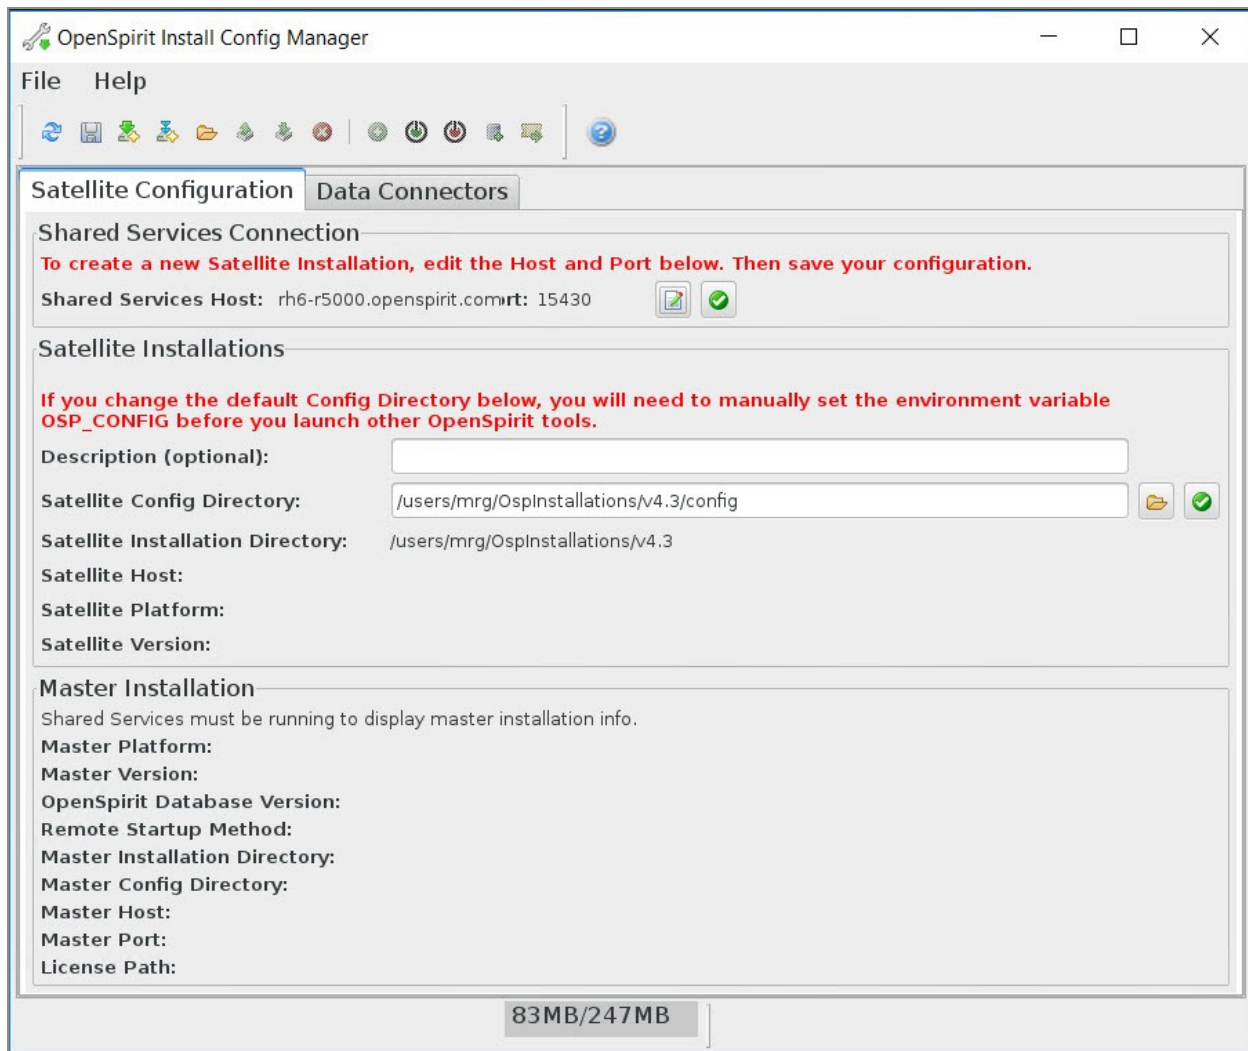 OpenSpirit Install Config Manager
File Help
Satellite Configuration Data Connectors
Shared Services Connection
To create a new Satellite Installation, edit the Host and Port below. Then save your configuration.
Shared Services Host: rh6-r5000.openspirit.com rt: 15430
Satellite Installations
If you change the default Config Directory below, you will need to manually set the environment variable
OSP_CONFIG before you launch other OpenSpirit tools.
Description (optional):
Satellite Config Directory: /users/mrg/OspInstallations/v4.3/config
Satellite Installation Directory: /users/mrg/OspInstallations/v4.3
Satellite Host:
Satellite Platform:
Satellite Version:
Master Installation
Shared Services must be running to display master installation info.
Master Platform:
Master Version:
OpenSpirit Database Version:
Remote Startup Method:
Master Installation Directory:
Master Config Directory:
Master Host:
Master Port:
License Path:
83MB/247MB